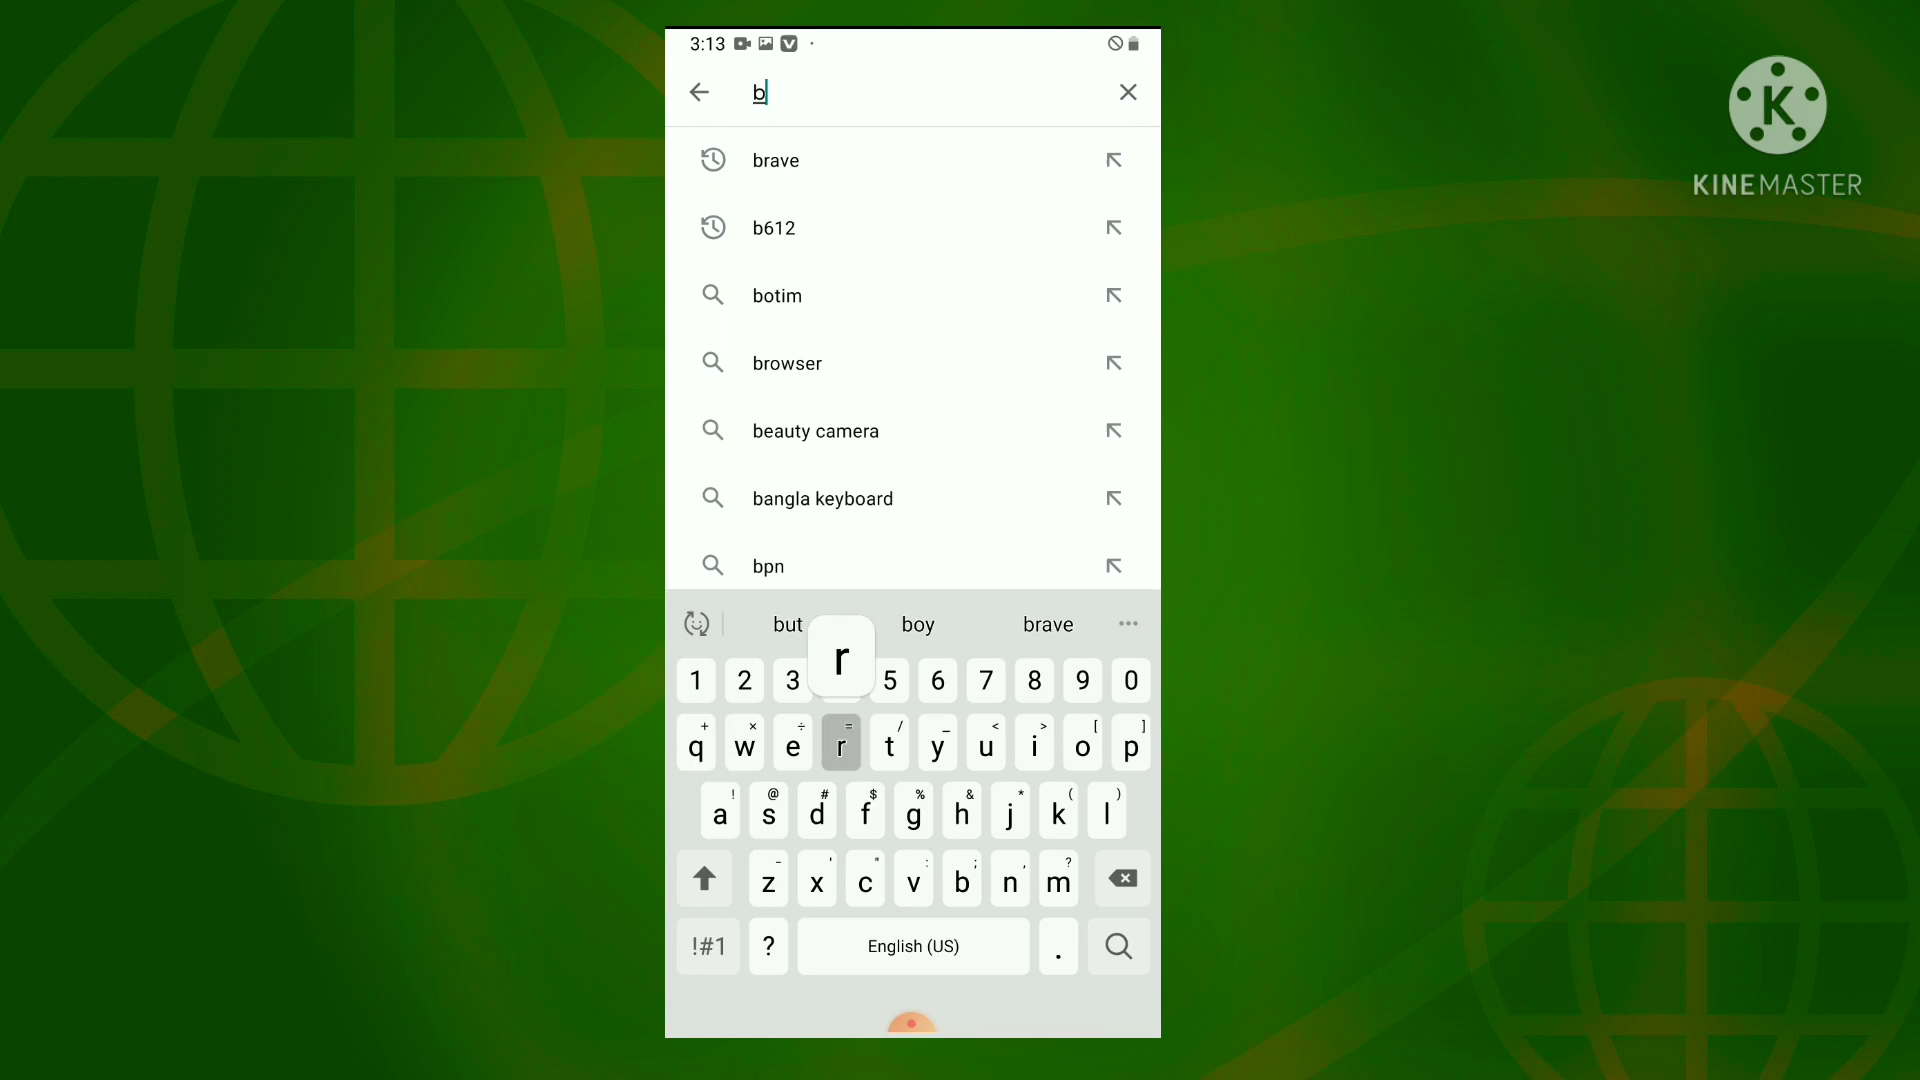 3:13
b
brave
b612
botim
browser
beauty camera
bangla keyboard
bpn
but boy brave
r
1 2 3 5 6 7 8 9 0
+ × ÷ = / _ < > [ ]
q w e r t y u i o p
! @ # $ % & * ( )
a s d f g h j k l
- ' " : ; , ?
z x c v b n m
!#1 ? English (US) .
K
KINEMASTER